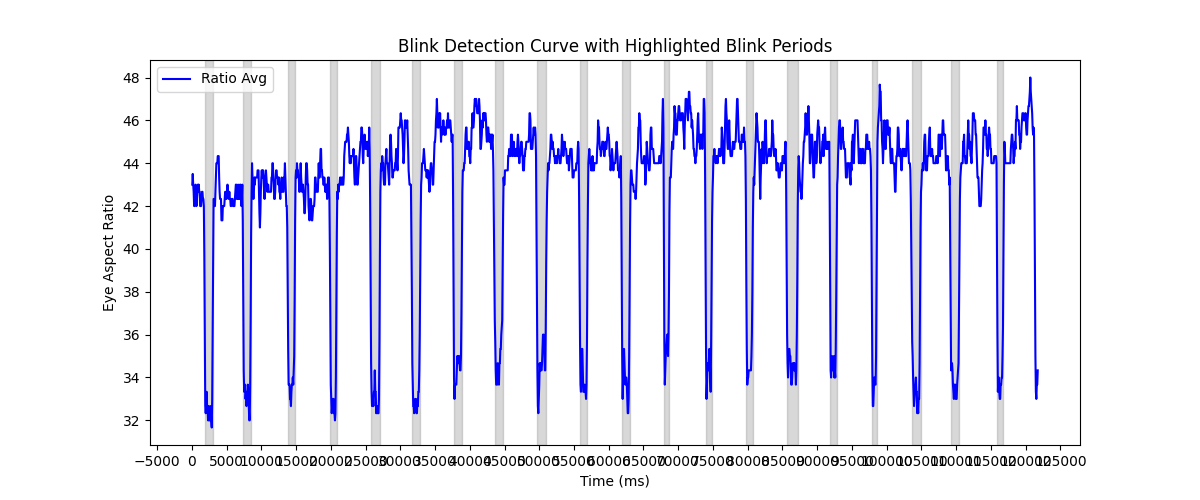 Blink Detection Curve with Highlighted Blink Periods
Ratio Avg
Eye Aspect Ratio
48
46
44
42
40
38
36
34
32
−5000 0 5000 10000 15000 20000 25000 30000 35000 40000 45000 50000 55000 60000 65000 70000 75000 80000 85000 90000 95000 100000 105000 110000 115000 120000 125000
Time (ms)